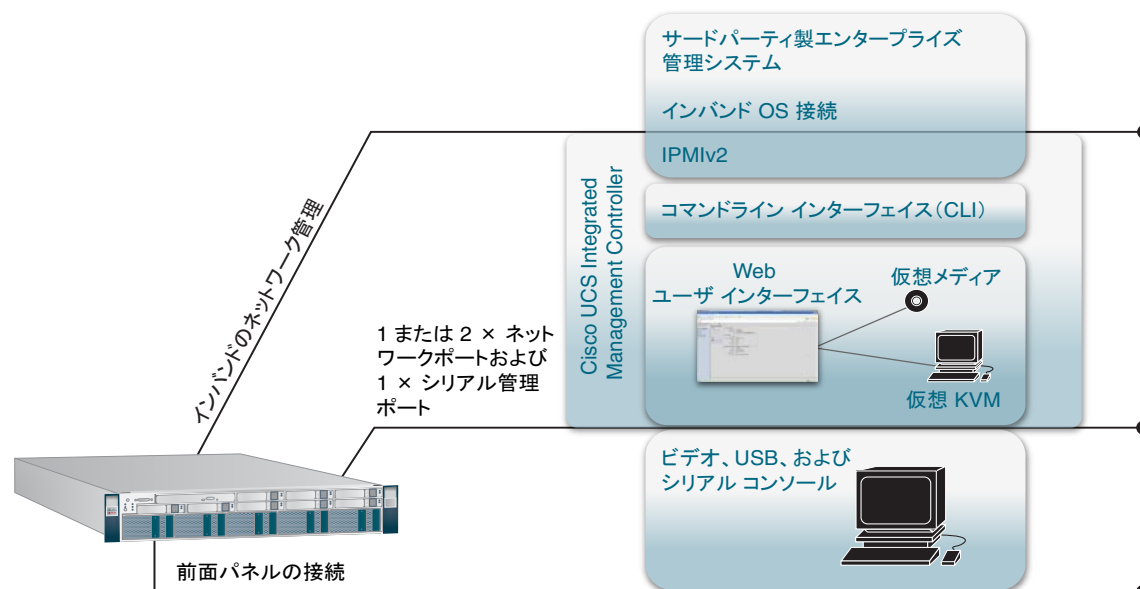 サードパーティ製エンタープライズ
管理システム
インバンド OS 接続
IPMIv2
Cisco UCS Integrated
Management Controller
コマンドライン インターフェイス（CLI）
Web
ユーザ インターフェイス
仮想メディア
仮想 KVM
インバンドのネットワーク管理
1 または 2 × ネット
ワークポートおよび
1 × シリアル管理
ポート
ビデオ、USB、および
シリアル コンソール
前面パネルの接続